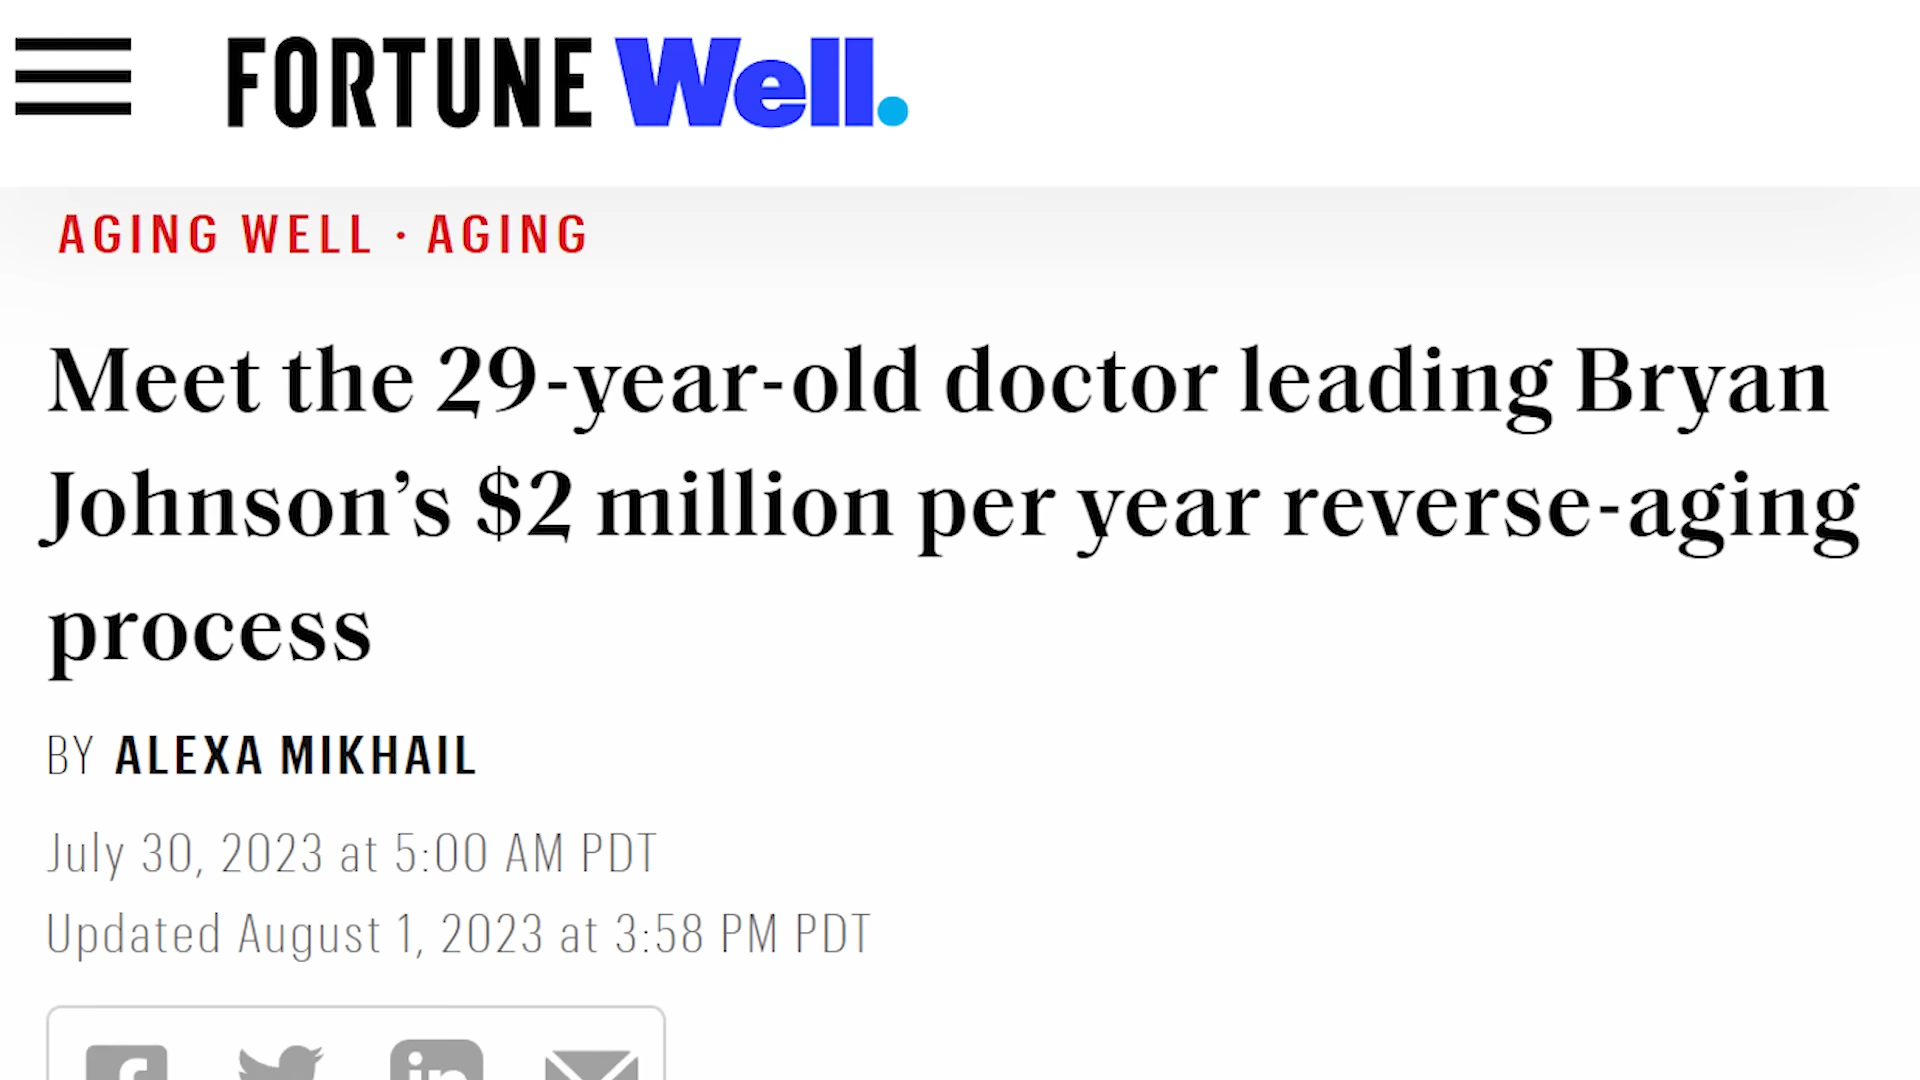 FORTUNE Well.
AGING WELL · AGING
Meet the 29-year-old doctor leading Bryan
Johnson’s $2 million per year reverse-aging
process
BY ALEXA MIKHAIL
July 30, 2023 at 5:00 AM PDT
Updated August 1, 2023 at 3:58 PM PDT